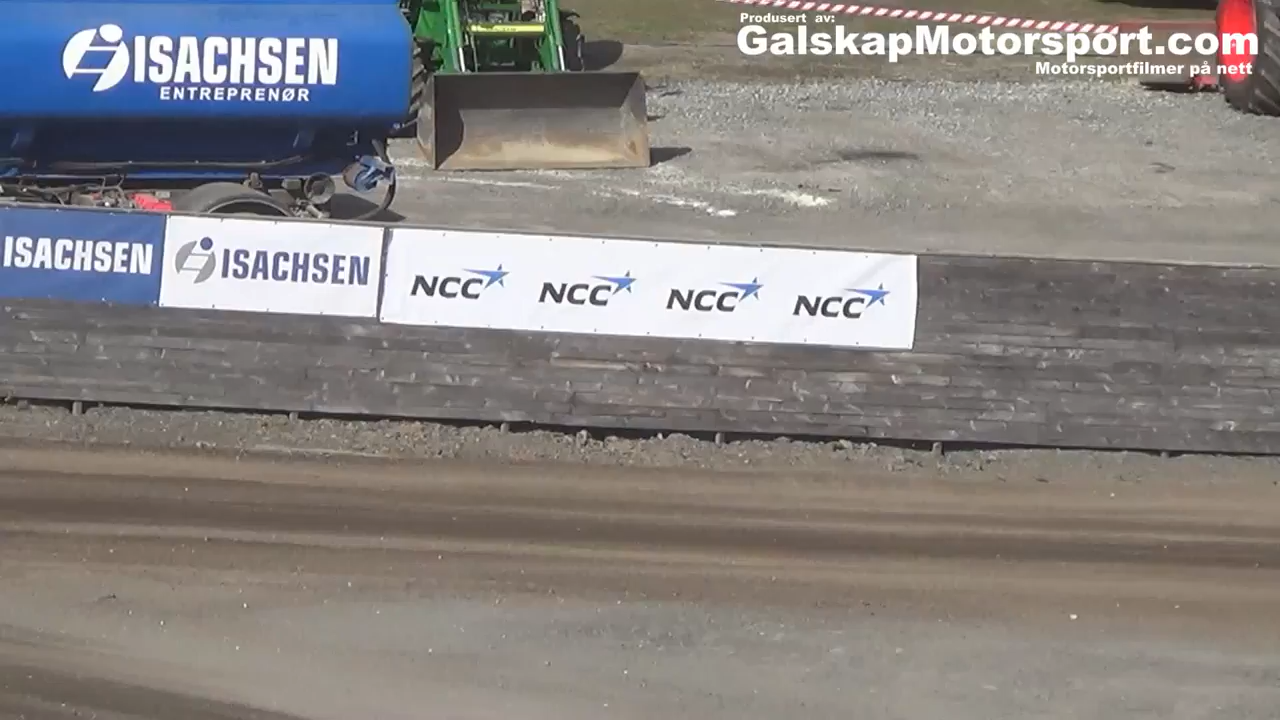 Produsert av:
GalskapMotorsport.com
Motorsportfilmer på nett
ISACHSEN
ENTREPRENØR
ISACHSEN
ISACHSEN
NCC NCC NCC NCC